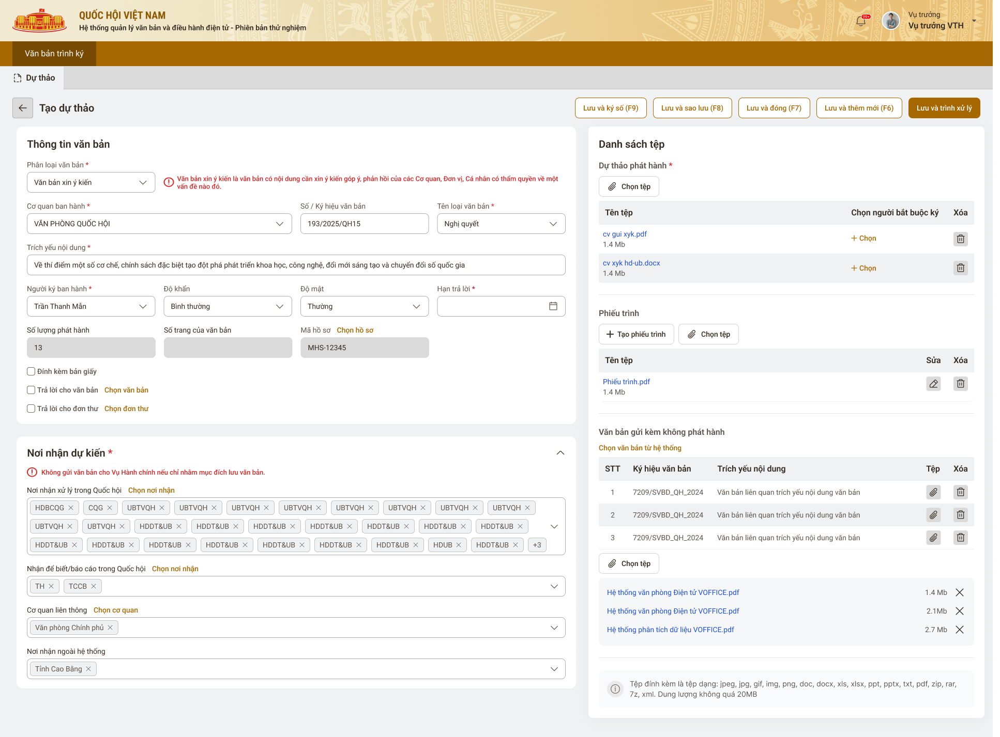 QUỐC HỘI VIỆT NAM
Hệ thống quản lý văn bản và điều hành điện tử - Phiên bản thử nghiệm
99+
Vụ trưởng
Vụ trưởng VTH
Văn bản trình ký
Dự thảo
Tạo dự thảo
Lưu và ký số (F9)
Lưu và sao lưu (F8)
Lưu và đóng (F7)
Lưu và thêm mới (F6)
Lưu và trình xử lý
Thông tin văn bản
Phân loại văn bản *
Văn bản xin ý kiến
Văn bản xin ý kiến là văn bản có nội dung cần xin ý kiến góp ý, phản hồi của các Cơ quan, Đơn vị, Cá nhân có thẩm quyền về một
vấn đề nào đó.
Cơ quan ban hành *
Số / Ký hiệu văn bản
Tên loại văn bản *
VĂN PHÒNG QUỐC HỘI
193/2025/QH15
Nghị quyết
Trích yếu nội dung *
Về thí điểm một số cơ chế, chính sách đặc biệt tạo đột phá phát triển khoa học, công nghệ, đổi mới sáng tạo và chuyển đổi số quốc gia
Người ký ban hành *
Độ khẩn
Độ mật
Hạn trả lời *
Trần Thanh Mẫn
Bình thường
Thường
Số lượng phát hành
Số trang của văn bản
Mã hồ sơ Chọn hồ sơ
13
MHS-12345
Đính kèm bản giấy
Trả lời cho văn bản Chọn văn bản
Trả lời cho đơn thư Chọn đơn thư
Nơi nhận dự kiến *
Không gửi văn bản cho Vụ Hành chính nếu chỉ nhằm mục đích lưu văn bản.
Nơi nhận xử lý trong Quốc hội Chọn nơi nhận
HDBCQG CQG UBTVQH UBTVQH UBTVQH UBTVQH UBTVQH UBTVQH UBTVQH UBTVQH
UBTVQH UBTVQH HDDT&UB HDDT&UB HDDT&UB HDDT&UB HDDT&UB HDDT&UB HDDT&UB
HDDT&UB HDDT&UB HDDT&UB HDDT&UB HDDT&UB HDDT&UB HDDT&UB HDUB HDDT&UB +3
Nhận để biết/báo cáo trong Quốc hội Chọn nơi nhận
TH TCCB
Cơ quan liên thông Chọn cơ quan
Văn phòng Chính phủ
Nơi nhận ngoài hệ thống
Tỉnh Cao Bằng
Danh sách tệp
Dự thảo phát hành *
Chọn tệp
Tên tệp Chọn người bắt buộc ký Xóa
cv gui xyk.pdf
1.4 Mb
+ Chọn
cv xyk hd-ub.docx
1.4 Mb
+ Chọn
Phiếu trình
Tạo phiếu trình
Chọn tệp
Tên tệp Sửa Xóa
Phiếu trình.pdf
1.4 Mb
Văn bản gửi kèm không phát hành
Chọn văn bản từ hệ thống
STT Ký hiệu văn bản Trích yếu nội dung Tệp Xóa
1 7209/SVBD_QH_2024 Văn bản liên quan trích yếu nội dung văn bản
2 7209/SVBD_QH_2024 Văn bản liên quan trích yếu nội dung văn bản
3 7209/SVBD_QH_2024 Văn bản liên quan trích yếu nội dung văn bản
Chọn tệp
Hệ thống văn phòng Điện tử VOFFICE.pdf 1.4 Mb
Hệ thống văn phòng Điện tử VOFFICE.pdf 2.1Mb
Hệ thống phân tích dữ liệu VOFFICE.pdf 2.7 Mb
Tệp đính kèm là tệp dạng: jpeg, jpg, gif, img, png, doc, docx, xls, xlsx, ppt, pptx, txt, pdf, zip, rar,
7z, xml. Dung lượng không quá 20MB